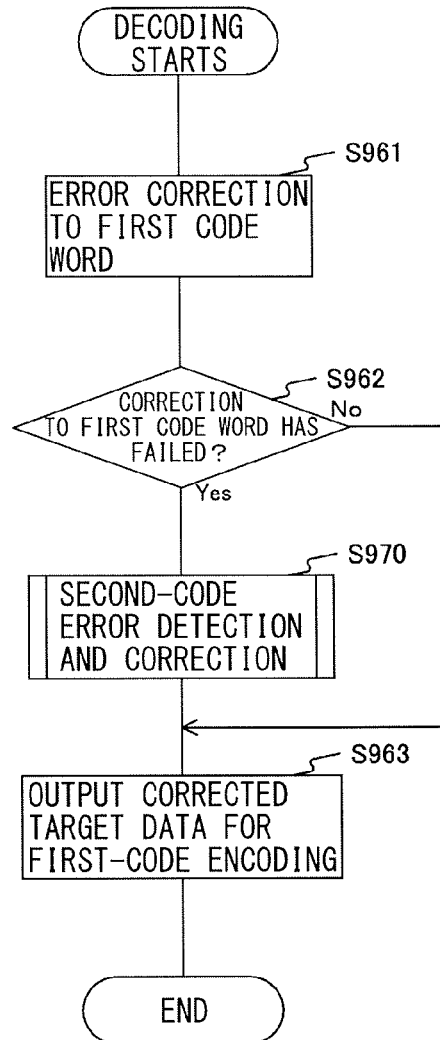 DECODING
STARTS
S961
ERROR CORRECTION
TO FIRST CODE
WORD
S962
CORRECTION
TO FIRST CODE WORD HAS
FAILED?
No
Yes
S970
SECOND-CODE
ERROR DETECTION
AND CORRECTION
S963
OUTPUT CORRECTED
TARGET DATA FOR
FIRST-CODE ENCODING
END